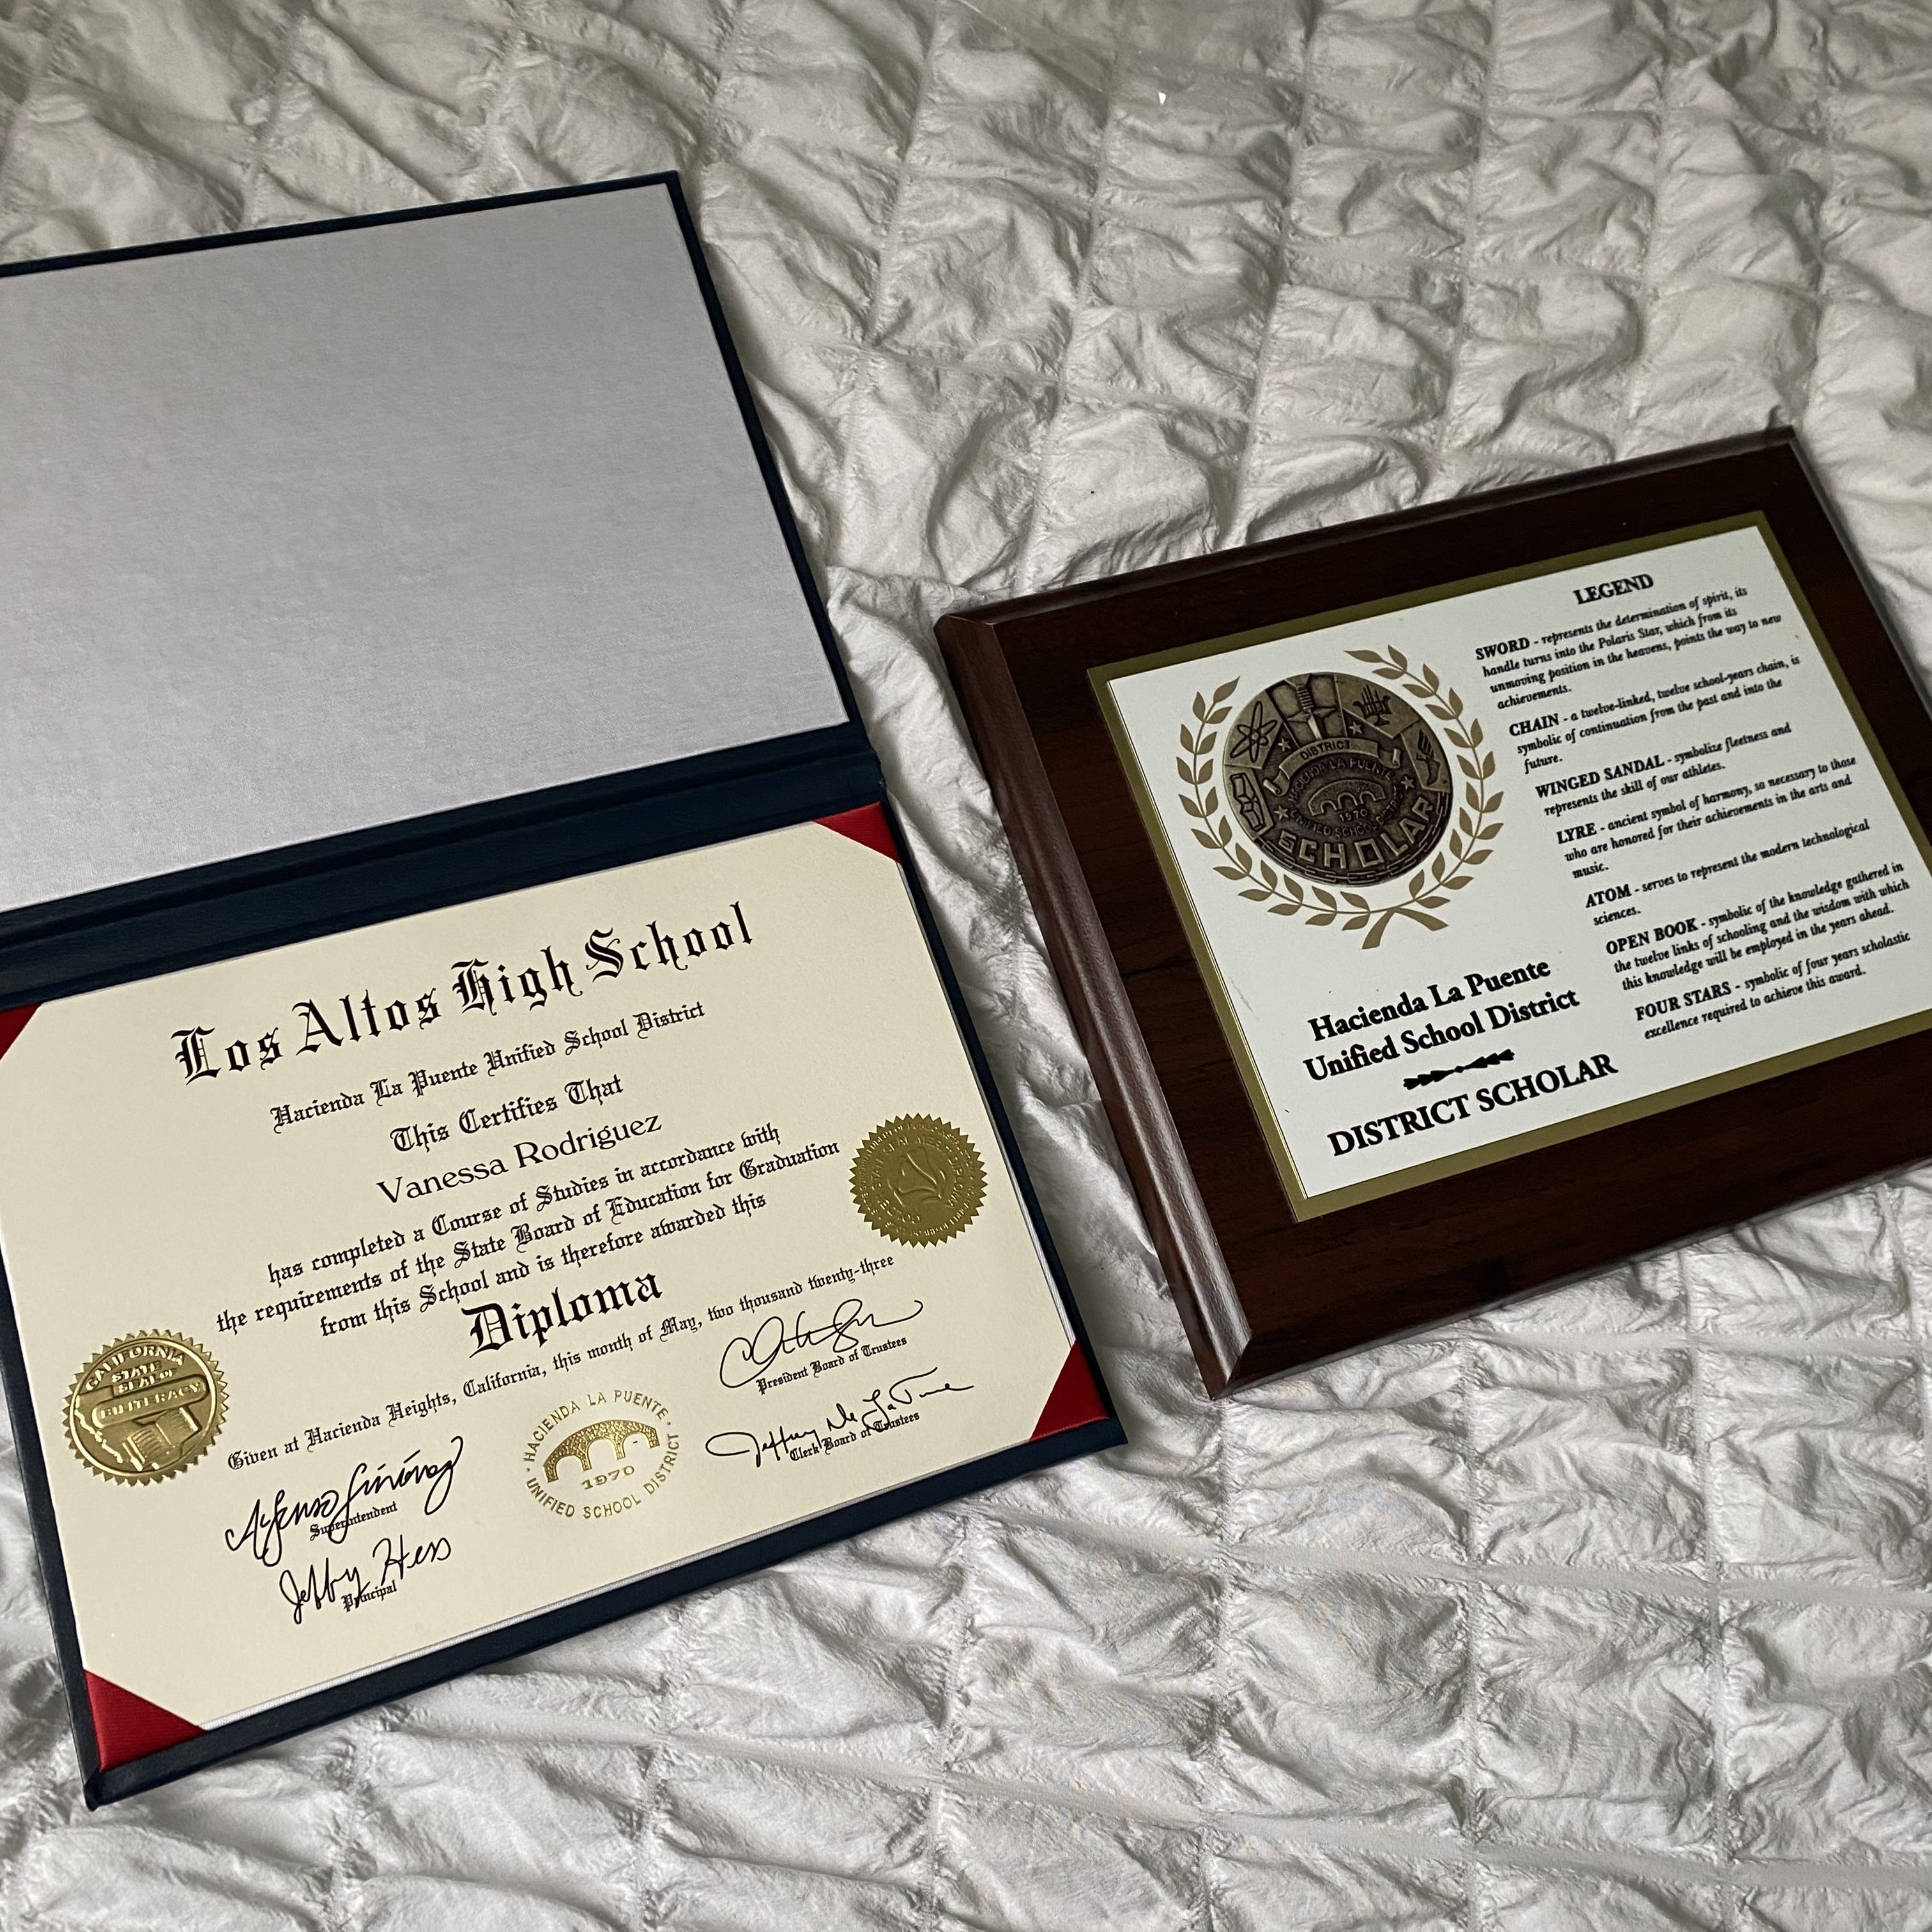 Los Altos High School
Hacienda La Puente Unified School District
This Certifies That
Vanessa Rodriguez
has completed a Course of Studies in accordance with
the requirements of the State Board of Education for Graduation
from this School and is therefore awarded this
Diploma
Given at Hacienda Heights, California, this month of May, two thousand twenty-three
President Board of Trustees
Clerk Board of Trustees
Superintendent
Jeffry Hess
Principal
CALIFORNIA
STATE
SEAL OF
BILITERACY
HACIENDA LA PUENTE
1970
UNIFIED SCHOOL DISTRICT
DISTRICT
HACIENDA LA PUENTE
1970
UNIFIED SCHOOL DISTRICT
SCHOLAR
Hacienda La Puente
Unified School District
DISTRICT SCHOLAR
LEGEND
SWORD - represents the determination of spirit, its
handle turns into the Polaris Star, which from its
unmoving position in the heavens, points the way to new
achievements.
CHAIN - a twelve-linked, twelve school-years chain, is
symbolic of continuation from the past and into the
future.
WINGED SANDAL - symbolize fleetness and
represents the skill of our athletes.
LYRE - ancient symbol of harmony, so necessary to those
who are honored for their achievements in the arts and
music.
ATOM - serves to represent the modern technological
sciences.
OPEN BOOK - symbolic of the knowledge gathered in
the twelve links of schooling and the wisdom with which
this knowledge will be employed in the years ahead.
FOUR STARS - symbolic of four years scholastic
excellence required to achieve this award.